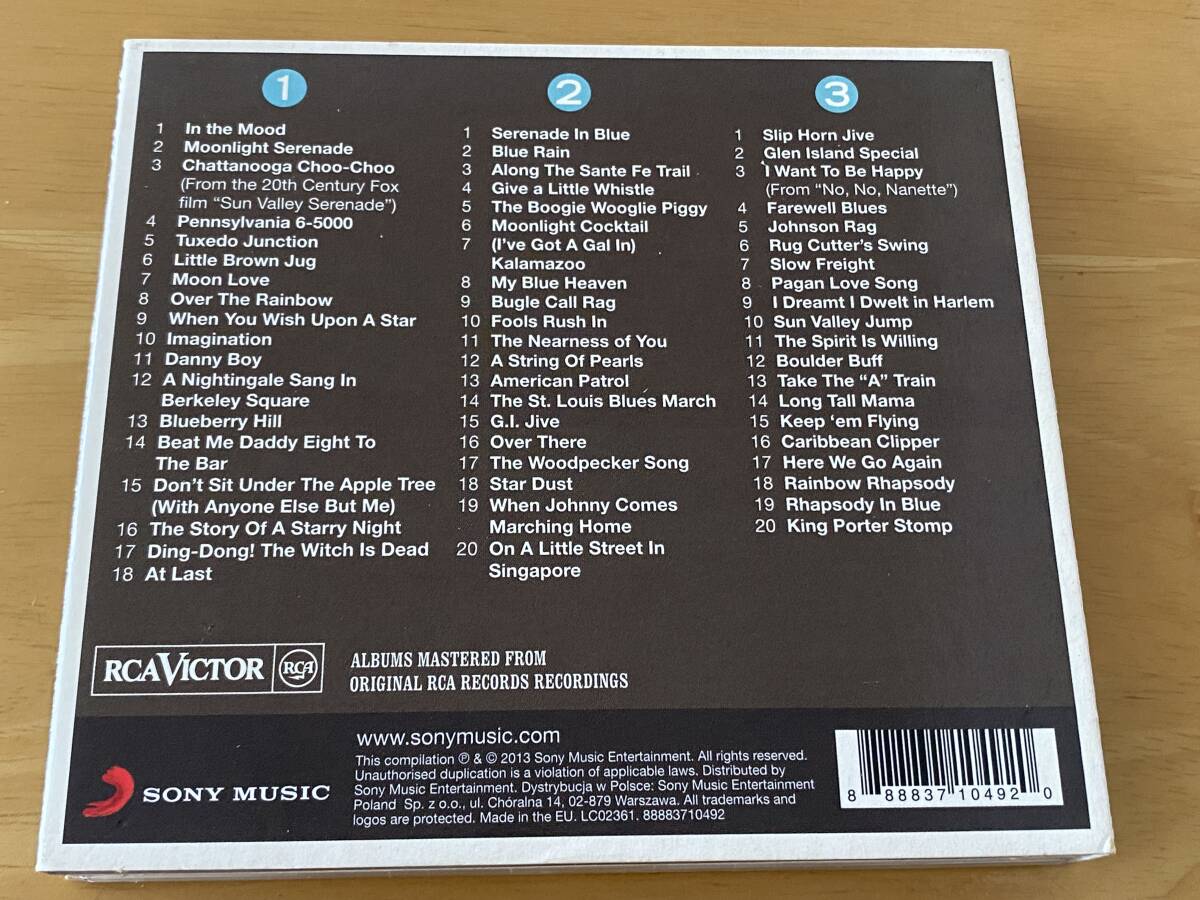 1
1 In the Mood
2 Moonlight Serenade
3 Chattanooga Choo-Choo
(From the 20th Century Fox
film “Sun Valley Serenade”)
4 Pennsylvania 6-5000
5 Tuxedo Junction
6 Little Brown Jug
7 Moon Love
8 Over The Rainbow
9 When You Wish Upon A Star
10 Imagination
11 Danny Boy
12 A Nightingale Sang In
Berkeley Square
13 Blueberry Hill
14 Beat Me Daddy Eight To
The Bar
15 Don’t Sit Under The Apple Tree
(With Anyone Else But Me)
16 The Story Of A Starry Night
17 Ding-Dong! The Witch Is Dead
18 At Last
2
1 Serenade In Blue
2 Blue Rain
3 Along The Sante Fe Trail
4 Give a Little Whistle
5 The Boogie Wooglie Piggy
6 Moonlight Cocktail
7 (I’ve Got A Gal In)
Kalamazoo
8 My Blue Heaven
9 Bugle Call Rag
10 Fools Rush In
11 The Nearness of You
12 A String Of Pearls
13 American Patrol
14 The St. Louis Blues March
15 G.I. Jive
16 Over There
17 The Woodpecker Song
18 Star Dust
19 When Johnny Comes
Marching Home
20 On A Little Street In
Singapore
3
1 Slip Horn Jive
2 Glen Island Special
3 I Want To Be Happy
(From “No, No, Nanette”)
4 Farewell Blues
5 Johnson Rag
6 Rug Cutter’s Swing
7 Slow Freight
8 Pagan Love Song
9 I Dreamt I Dwelt in Harlem
10 Sun Valley Jump
11 The Spirit Is Willing
12 Boulder Buff
13 Take The “A” Train
14 Long Tall Mama
15 Keep ‘em Flying
16 Caribbean Clipper
17 Here We Go Again
18 Rainbow Rhapsody
19 Rhapsody In Blue
20 King Porter Stomp
RCA VICTOR RCA
ALBUMS MASTERED FROM
ORIGINAL RCA RECORDS RECORDINGS
SONY MUSIC
www.sonymusic.com
This compilation ℗ & © 2013 Sony Music Entertainment. All rights reserved.
Unauthorised duplication is a violation of applicable laws. Distributed by
Sony Music Entertainment. Dystrybucja w Polsce: Sony Music Entertainment
Poland Sp. z o.o., ul. Chóralna 14, 02-879 Warszawa. All trademarks and
logos are protected. Made in the EU. LC02361. 88883710492
8 88837 10492 0